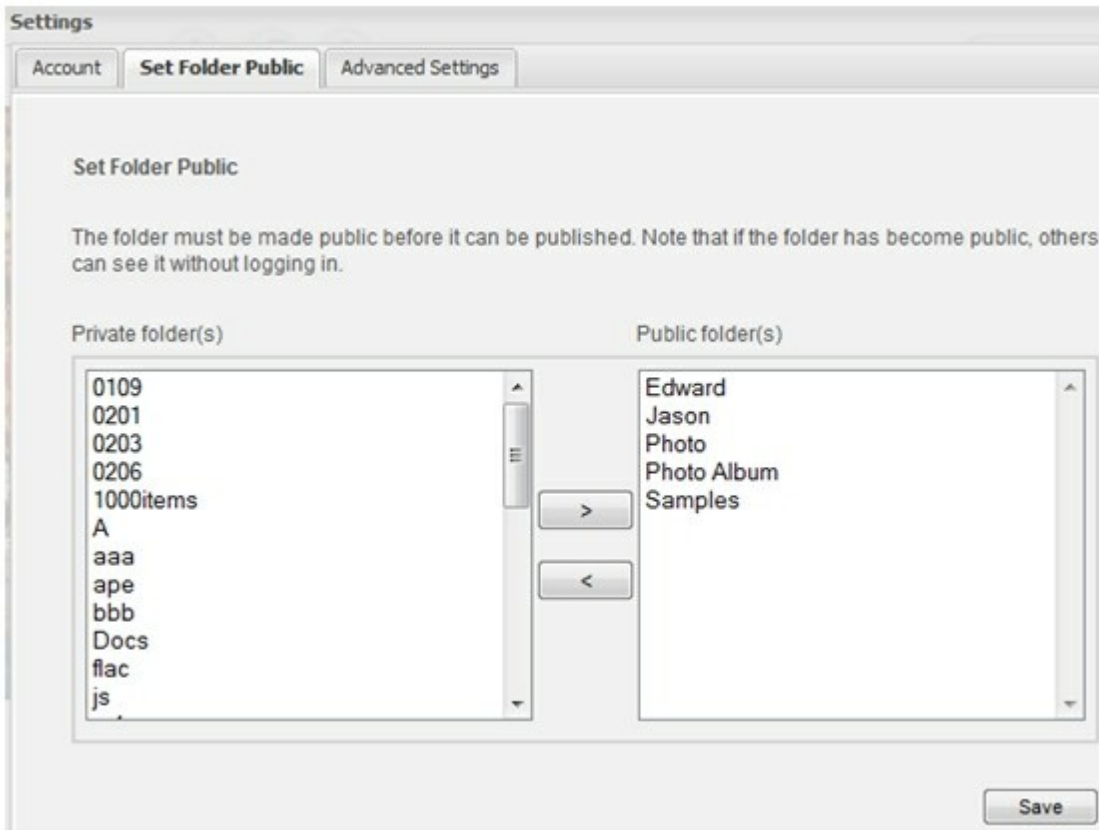 Settings
Account
Set Folder Public
Advanced Settings
Set Folder Public
The folder must be made public before it can be published. Note that if the folder has become public, others
can see it without logging in.
Private folder(s)
Public folder(s)
0109
0201
0203
0206
1000items
A
aaa
ape
bbb
Docs
flac
js
>
<
Edward
Jason
Photo
Photo Album
Samples
Save